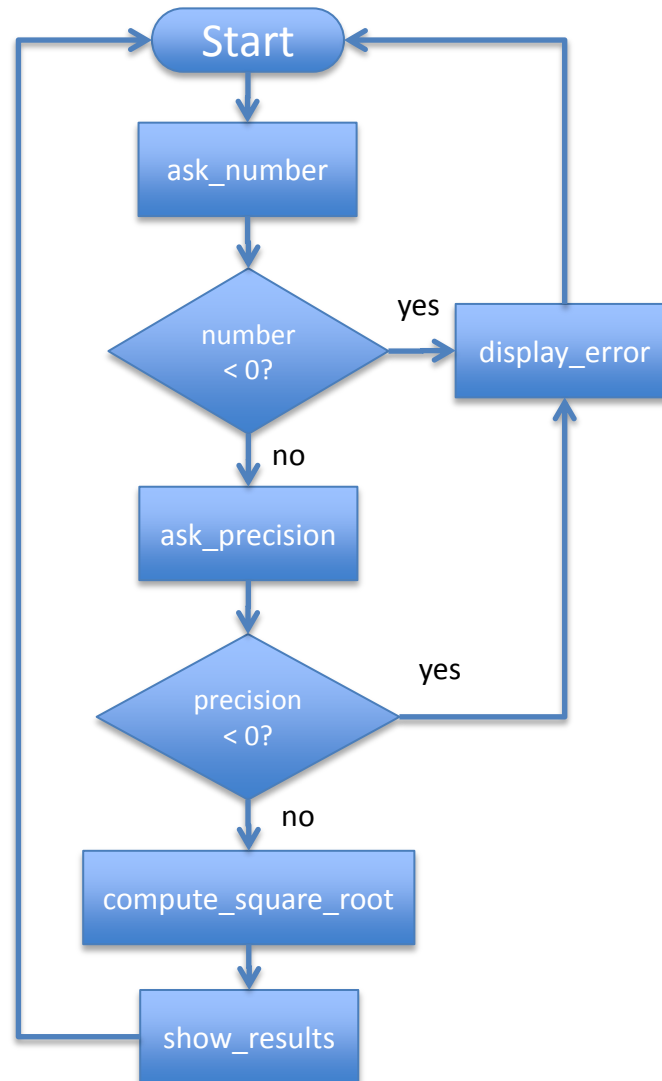 Start
ask_number
number
< 0?
yes
display_error
no
ask_precision
precision
< 0?
yes
no
compute_square_root
show_results